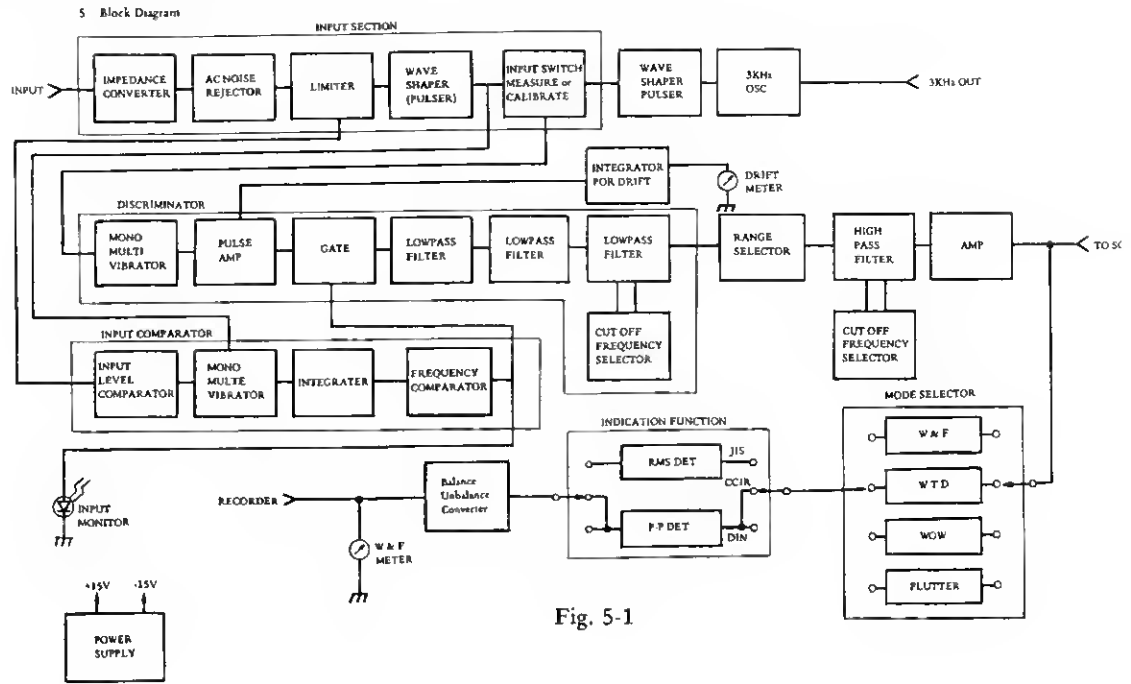 5 Block Diagram
INPUT SECTION
INPUT
IMPEDANCE
CONVERTER
AC NOISE
REJECTOR
LIMITER
WAVE
SHAPER
(PULSER)
INPUT SWITCH
MEASURE or
CALIBRATE
WAVE
SHAPER
PULSER
3KHz
OSC
3KHz OUT
INTEGRATOR
FOR DRIFT
DRIFT
METER
DISCRIMINATOR
MONO
MULTI
VIBRATOR
PULSE
AMP
GATE
LOWPASS
FILTER
LOWPASS
FILTER
LOWPASS
FILTER
RANGE
SELECTOR
HIGH
PASS
FILTER
AMP
TO SC
CUT OFF
FREQUENCY
SELECTOR
CUT OFF
FREQUENCY
SELECTOR
INPUT COMPARATOR
INPUT
LEVEL
COMPARATOR
MONO
MULTE
VIBRATOR
INTEGRATER
FREQUENCY
COMPARATOR
MODE SELECTOR
W & F
W T D
WOW
FLUTTER
INDICATION FUNCTION
RMS DET
JIS
CCIR
P-P DET
DIN
RECORDER
Balance
Unbalance
Converter
W & F
METER
INPUT
MONITOR
+15V
-15V
POWER
SUPPLY
Fig. 5-1